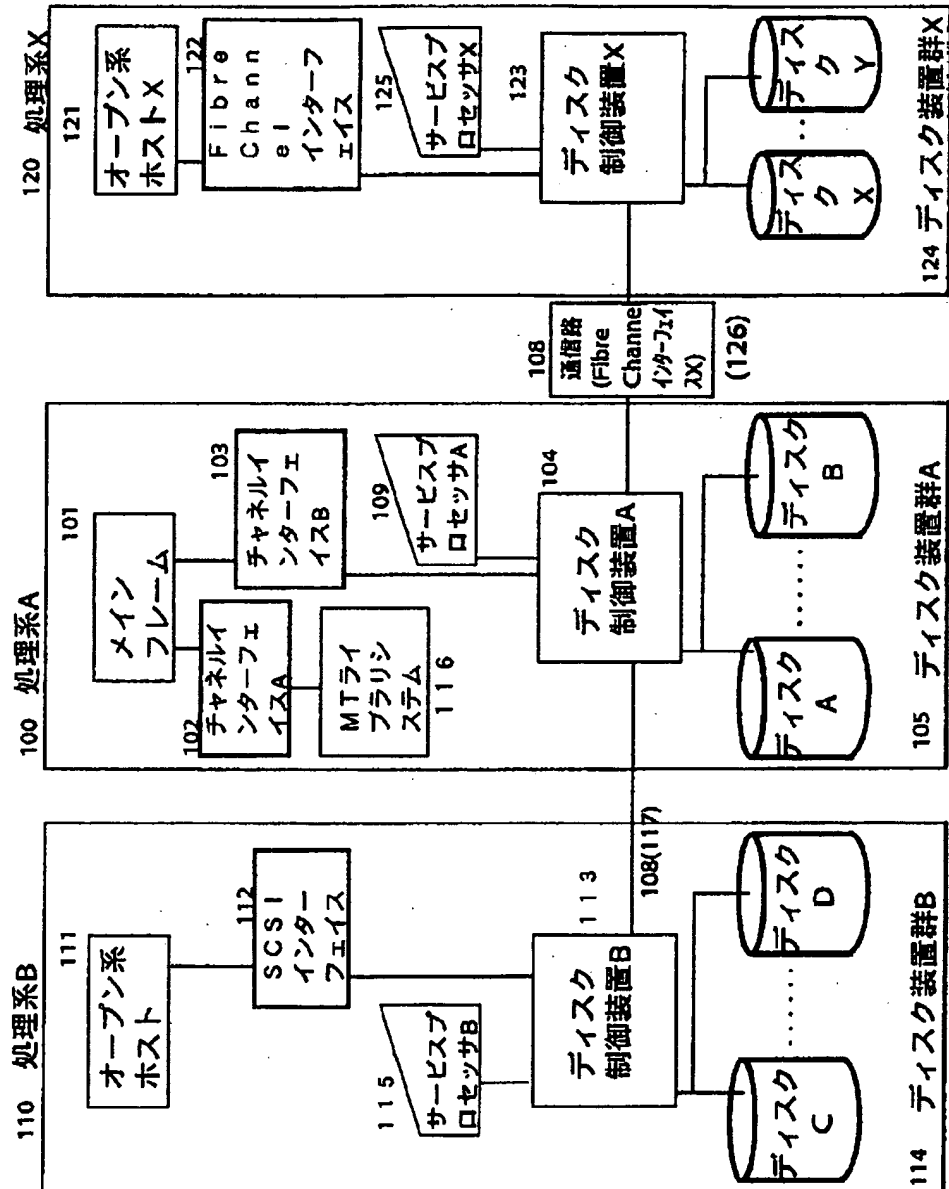 110 処理系B
111
オープン系
ホスト
112
SCSI
インター
フェイス
115
サービスプ
ロセッサB
113
ディスク
制御装置B
108(117)
ディスク
C
......
ディスク
D
114 ディスク装置群B
100 処理系A
101
メイン
フレーム
102
チャネルイ
ンターフェ
イスA
103
チャネルイ
ンターフェ
イスB
MTライ
ブラリシ
ステム
116
109
サービスプ
ロセッサA
104
ディスク
制御装置A
ディスク
A
......
ディスク
B
105 ディスク装置群A
108
通信路
(Fibre
Channel
インターフェイ
スX)
(126)
120 処理系X
121
オープン系
ホストX
122
Fibre
Chann
el
インターフ
ェイス
125
サービスプ
ロセッサX
123
ディスク
制御装置X
ディス
ク
X
..
ディス
ク
Y
124 ディスク装置群X